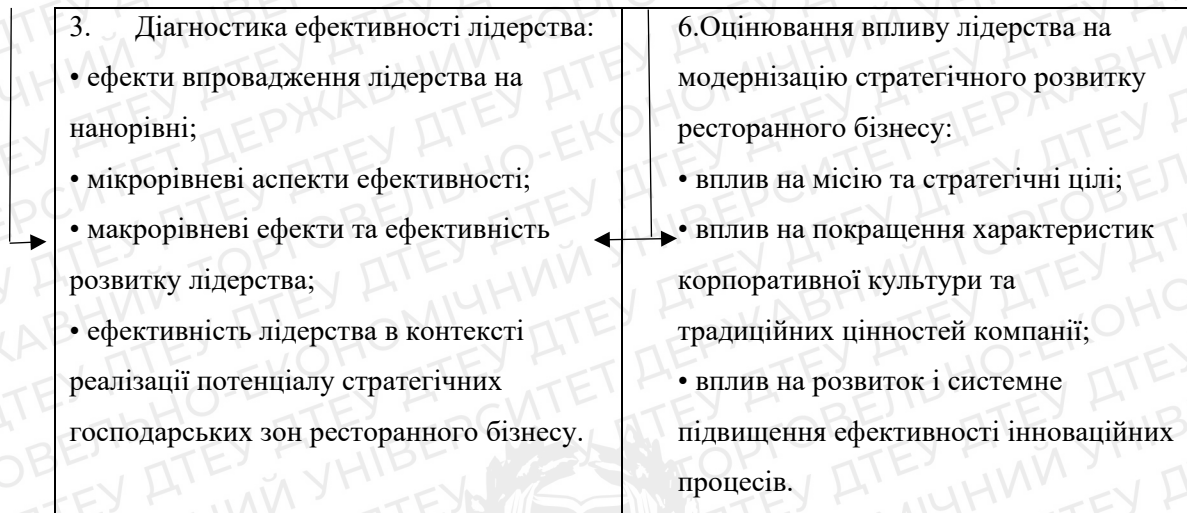 3. Діагностика ефективності лідерства:
• ефекти впровадження лідерства на
нанорівні;
• мікрорівневі аспекти ефективності;
• макрорівневі ефекти та ефективність
розвитку лідерства;
• ефективність лідерства в контексті
реалізації потенціалу стратегічних
господарських зон ресторанного бізнесу.
6.Оцінювання впливу лідерства на
модернізацію стратегічного розвитку
ресторанного бізнесу:
• вплив на місію та стратегічні цілі;
• вплив на покращення характеристик
корпоративної культури та
традиційних цінностей компанії;
• вплив на розвиток і системне
підвищення ефективності інноваційних
процесів.